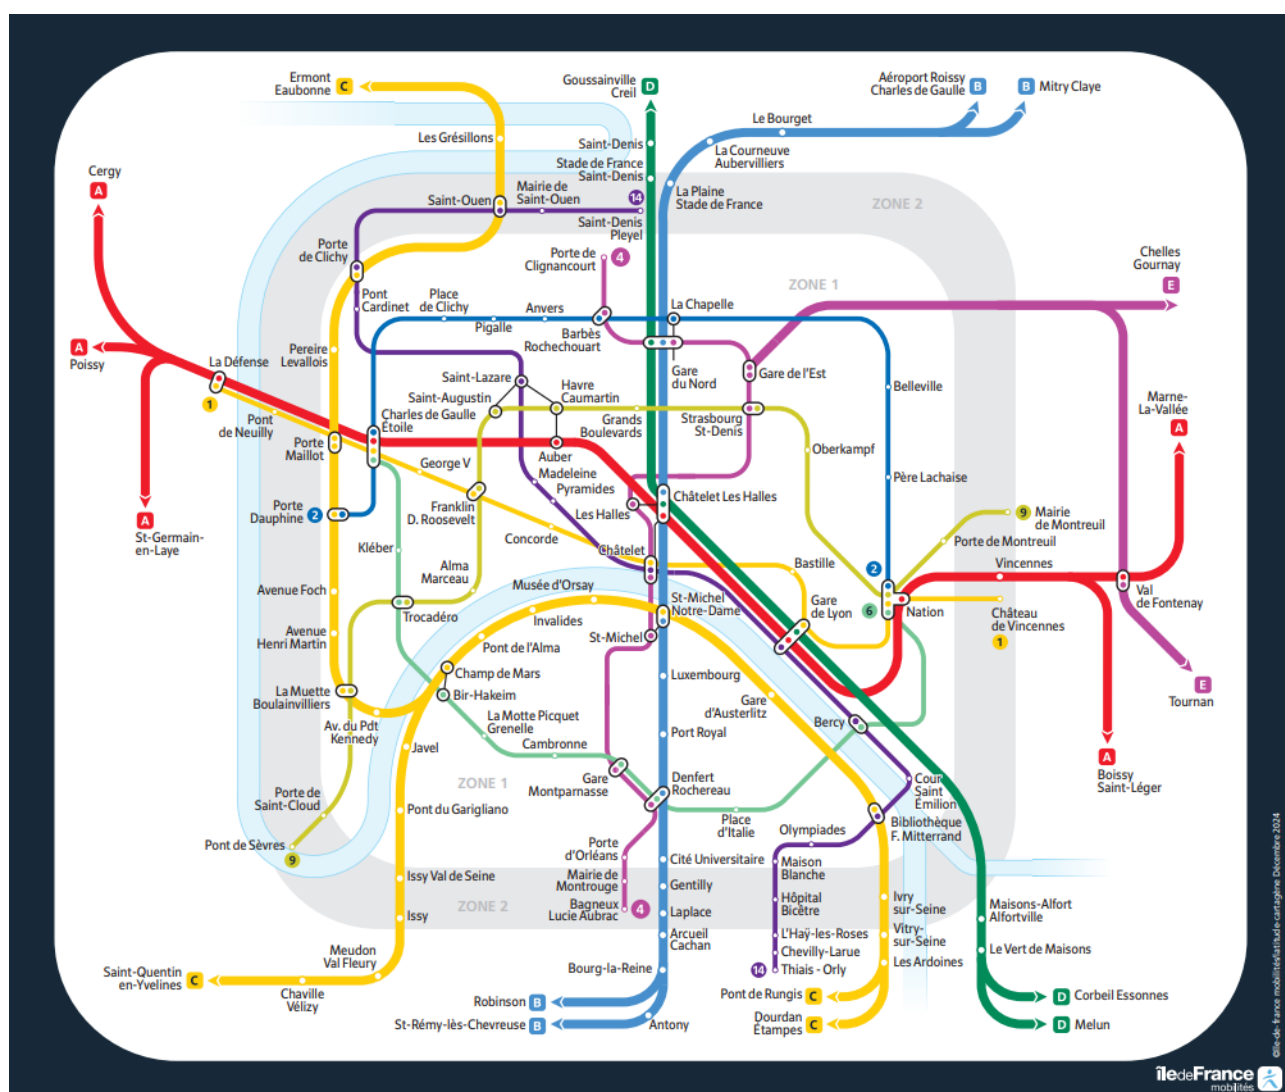 Ermont
Eaubonne
C
Goussainville
Creil
D
Aéroport Roissy
Charles de Gaulle
B
B
Mitry Claye
Le Bourget
Les Grésillons
Saint-Denis
La Courneuve
Aubervilliers
Stade de France
Saint-Denis
Cergy
A
La Plaine
Stade de France
Saint-Ouen
Mairie de
Saint-Ouen
14
ZONE 2
Saint-Denis
Pleyel
Porte
de Clichy
Porte de
Clignancourt
4
Chelles
Gournay
E
ZONE 1
Pont
Cardinet
Place
de Clichy
Anvers
La Chapelle
Pigalle
Barbès
Rochechouart
A
Poissy
La Défense
Pereire
Levallois
Gare
du Nord
Gare de l'Est
Saint-Lazare
Havre
Caumartin
Belleville
Saint-Augustin
1
Pont
de Neuilly
Charles de Gaulle
Étoile
Grands
Boulevards
Strasbourg
St-Denis
Marne-
La-Vallée
A
Porte
Maillot
Auber
Oberkampf
George V
Madeleine
Pyramides
Père Lachaise
Châtelet Les Halles
Porte
Dauphine
2
Franklin
D. Roosevelt
Les Halles
9
Mairie
de Montreuil
A
St-Germain-
en-Laye
Concorde
Porte de Montreuil
Kléber
Châtelet
Alma
Marceau
Bastille
2
Vincennes
Musée d'Orsay
Avenue Foch
St-Michel
Notre-Dame
Gare
de Lyon
6
Nation
Val
de Fontenay
Trocadéro
Invalides
Château
de Vincennes
1
Avenue
Henri Martin
St-Michel
Pont de l'Alma
Champ de Mars
Luxembourg
E
Tournan
La Muette
Boulainvilliers
Bir-Hakeim
Gare
d'Austerlitz
Av. du Pdt
Kennedy
La Motte Picquet
Grenelle
Bercy
Port Royal
Javel
Cambronne
A
Boissy
Saint-Léger
ZONE 1
Gare
Montparnasse
Denfert
Rochereau
Cour
Saint
Émilion
Porte de
Saint-Cloud
Pont du Garigliano
Place
d'Italie
Olympiades
Bibliothèque
F. Mitterrand
Pont de Sèvres
9
Porte
d'Orléans
Cité Universitaire
Maison
Blanche
Issy Val de Seine
Mairie de
Montrouge
Gentilly
ZONE 2
Bagneux
Lucie Aubrac
4
Laplace
Hôpital
Bicêtre
Ivry
sur-Seine
Maisons-Alfort
Alfortville
Issy
Arcueil
Cachan
L'Haÿ-les-Roses
Vitry-
sur-Seine
Chevilly-Larue
Le Vert de Maisons
Meudon
Val Fleury
Bourg-la-Reine
14
Thiais - Orly
Les Ardoines
Saint-Quentin
en-Yvelines
C
Chaville
Vélizy
Robinson
B
Pont de Rungis
C
D
Corbeil Essonnes
St-Rémy-lès-Chevreuse
B
Antony
Dourdan
Étampes
C
D
Melun
©île-de-france mobilités/latitude-cartagène Décembre 2024
île de France
mobilités